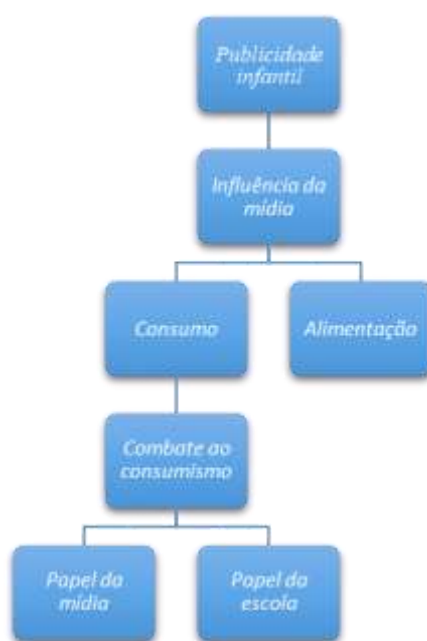 Publicidade
infantil
Influência da
mídia
Consumo
Alimentação
Combate ao
consumismo
Papel da
mídia
Papel da
escola